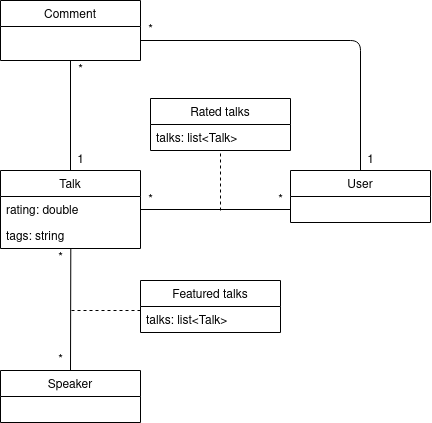 Comment
*
*
Rated talks
talks: list<Talk>
1
1
Talk
User
rating: double
*
*
tags: string
*
Featured talks
talks: list<Talk>
*
Speaker